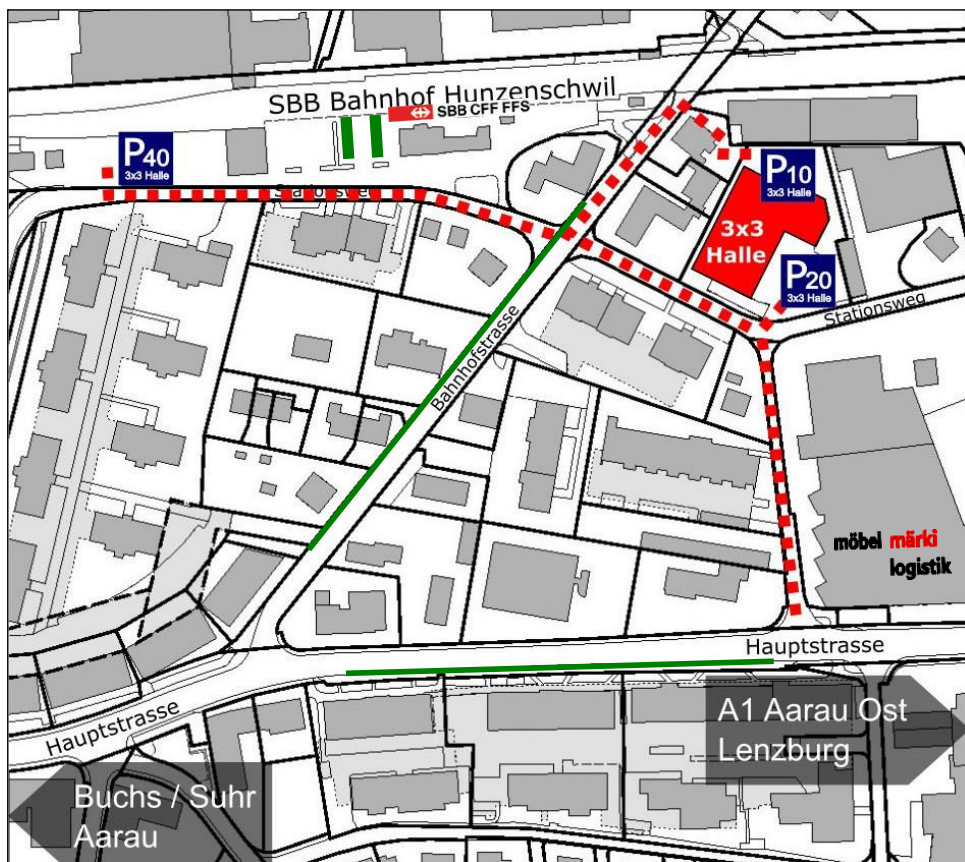 SBB Bahnhof Hunzenschwil
SBB CFF FFS
P40
3x3 Halle
Stationsweg
P10
3x3 Halle
3x3
Halle
P20
3x3 Halle
Stationsweg
Bahnhofstrasse
möbel märki
logistik
Hauptstrasse
Hauptstrasse
A1 Aarau Ost
Lenzburg
Buchs / Suhr
Aarau